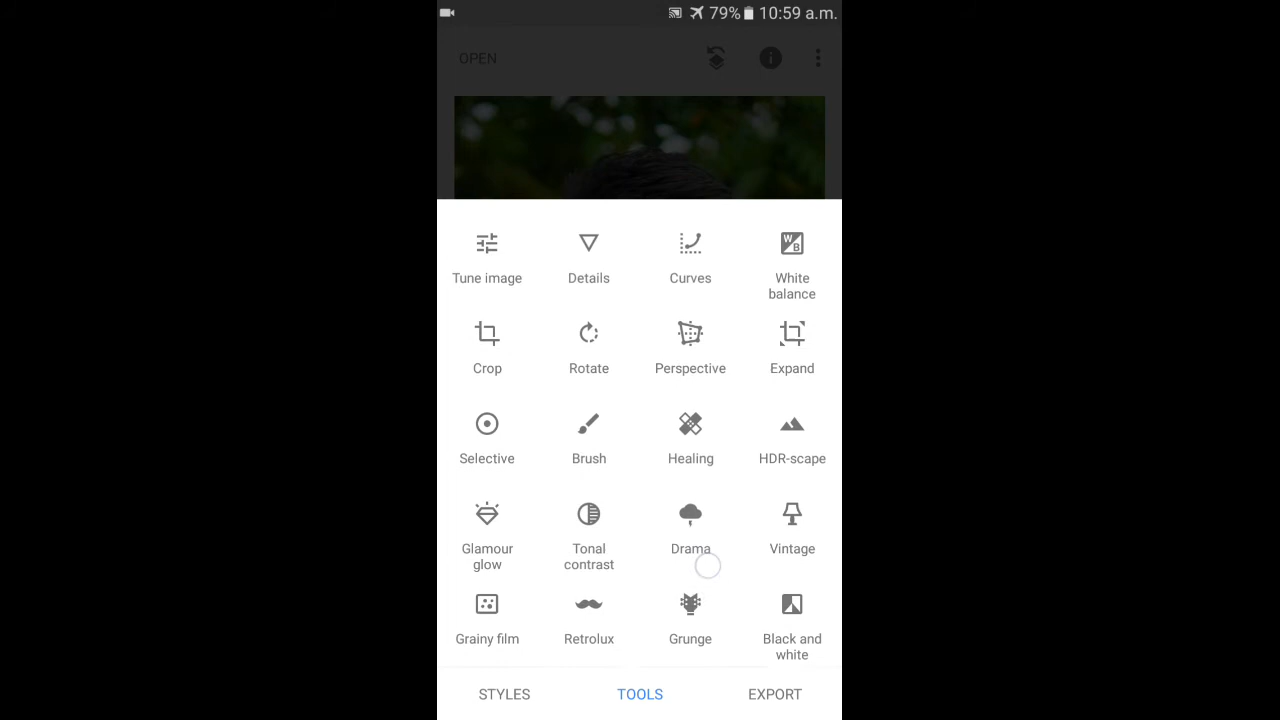 79% 10:59 a.m.
OPEN
Tune image
Details
Curves
White
balance
Crop
Rotate
Perspective
Expand
Selective
Brush
Healing
HDR-scape
Glamour
glow
Tonal
contrast
Drama
Vintage
Grainy film
Retrolux
Grunge
Black and
white
STYLES
TOOLS
EXPORT